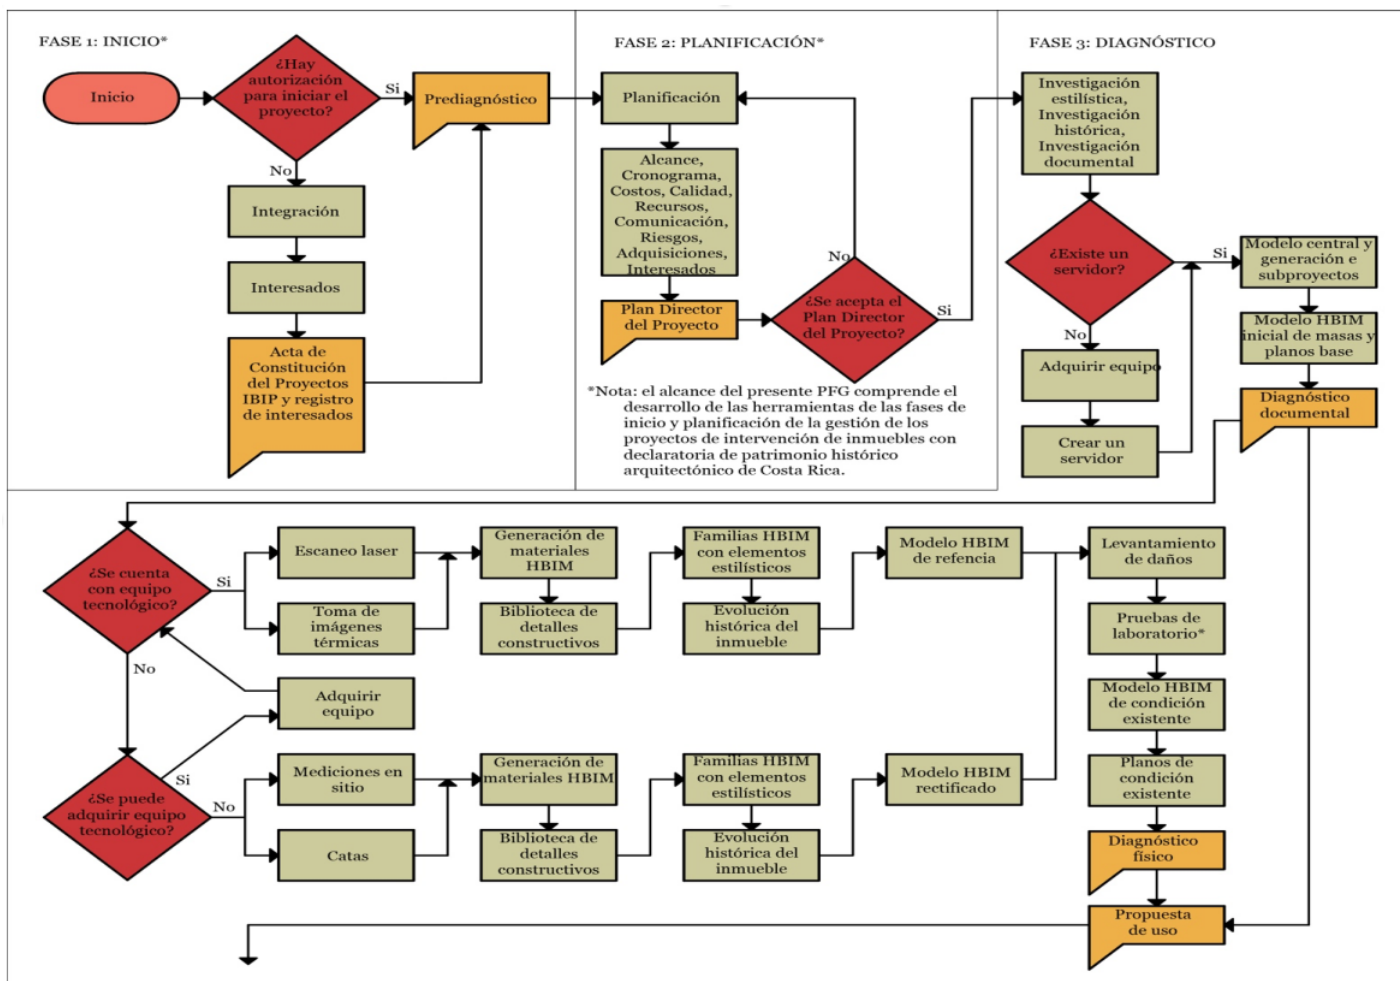 FASE 1: INICIO*
Inicio
¿Hay
autorización
para iniciar el
proyecto?
Si
Prediagnóstico
No
Integración
Interesados
Acta de
Constitución
del Proyectos
IBIP y registro
de interesados
FASE 2: PLANIFICACIÓN*
Planificación
Alcance,
Cronograma,
Costos, Calidad,
Recursos,
Comunicación,
Riesgos,
Adquisiciones,
Interesados
Plan Director
del Proyecto
No
¿Se acepta el
Plan Director
del Proyecto?
Si
*Nota: el alcance del presente PFG comprende el
desarrollo de las herramientas de las fases de
inicio y planificación de la gestión de los
proyectos de intervención de inmuebles con
declaratoria de patrimonio histórico
arquitectónico de Costa Rica.
FASE 3: DIAGNÓSTICO
Investigación
estilística,
Investigación
histórica,
Investigación
documental
¿Existe un
servidor?
Si
No
Adquirir equipo
Crear un
servidor
Modelo central y
generación e
subproyectos
Modelo HBIM
inicial de masas y
planos base
Diagnóstico
documental
¿Se cuenta
con equipo
tecnológico?
Si
No
Escaneo laser
Toma de
imágenes
térmicas
Adquirir
equipo
Generación de
materiales
HBIM
Biblioteca de
detalles
constructivos
Familias HBIM
con elementos
estilísticos
Evolución
histórica del
inmueble
Modelo HBIM
de refencia
¿Se puede
adquirir equipo
tecnológico?
Si
No
Mediciones en
sitio
Catas
Generación de
materiales HBIM
Biblioteca de
detalles
constructivos
Familias HBIM
con elementos
estilísticos
Evolución
histórica del
inmueble
Modelo HBIM
rectificado
Levantamiento
de daños
Pruebas de
laboratorio*
Modelo HBIM
de condición
existente
Planos de
condición
existente
Diagnóstico
físico
Propuesta
de uso